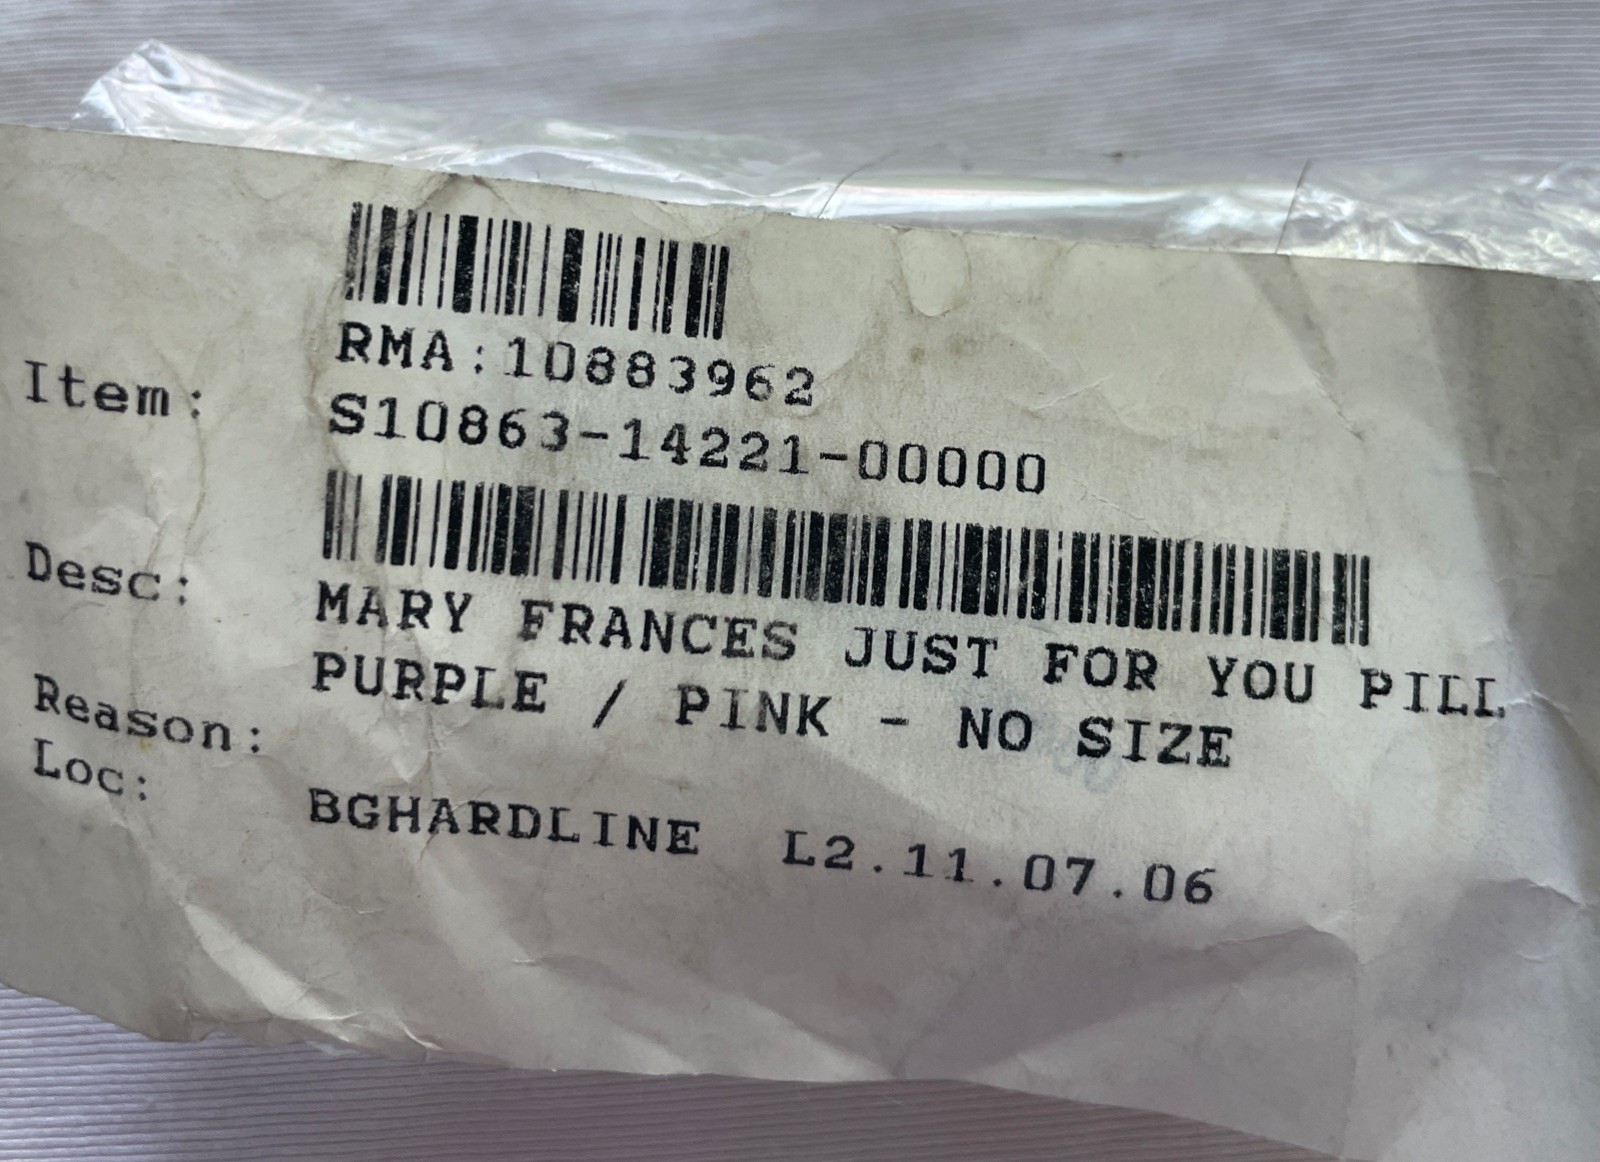 RMA:10883962
Item: S10863-14221-00000
Desc: MARY FRANCES JUST FOR YOU PILL
PURPLE / PINK - NO SIZE
Reason:
Loc: BGHARDLINE L2.11.07.06